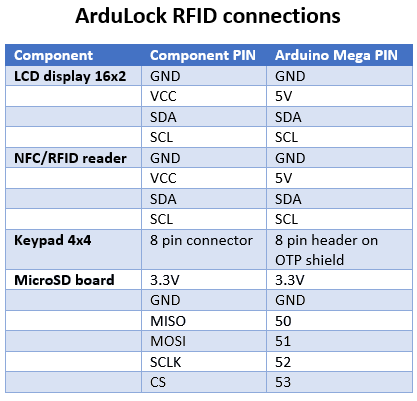 ArduLock RFID connections
Component Component PIN Arduino Mega PIN
LCD display 16x2 GND GND
VCC 5V
SDA SDA
SCL SCL
NFC/RFID reader GND GND
VCC 5V
SDA SDA
SCL SCL
Keypad 4x4 8 pin connector 8 pin header on
OTP shield
MicroSD board 3.3V 3.3V
GND GND
MISO 50
MOSI 51
SCLK 52
CS 53